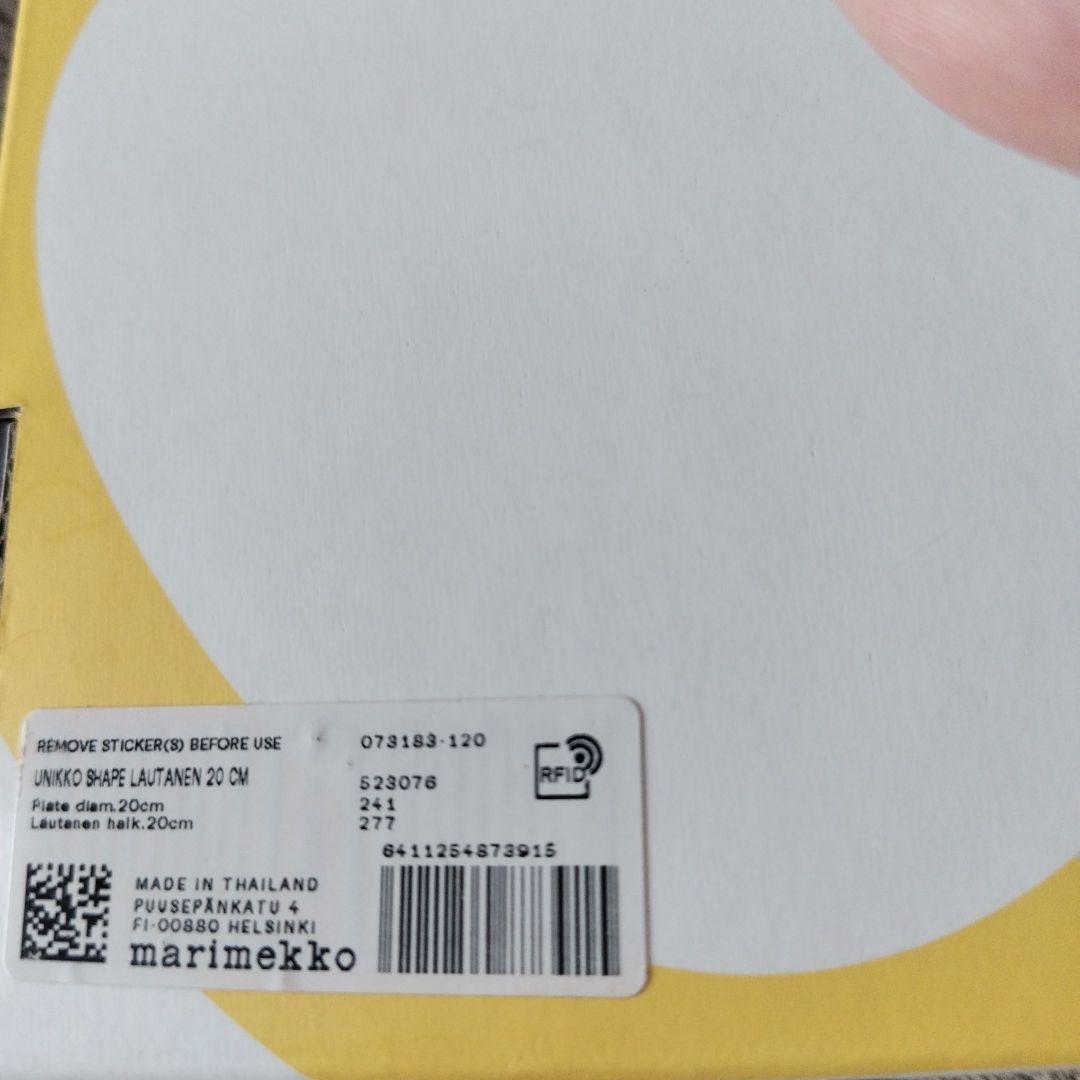 REMOVE STICKER(S) BEFORE USE
UNIKKO SHAPE LAUTANEN 20 CM
Plate diam.20cm
Lautanen halk.20cm
073183-120
523076
241
277
RFID
6411254873915
MADE IN THAILAND
PUUSEPÄNKATU 4
FI-00880 HELSINKI
marimekko